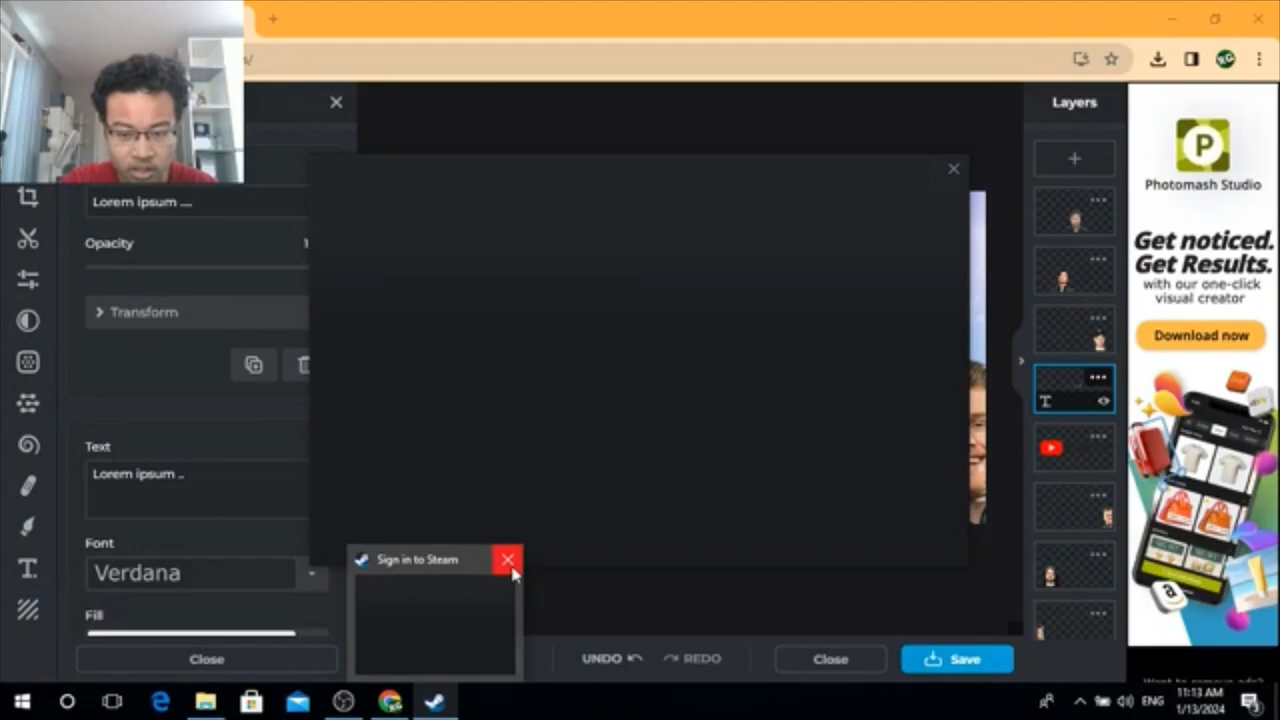 Layers
Lorem ipsum ....
Opacity
1
Transform
Text
Lorem ipsum ..
Font
Verdana
Fill
Close
Sign in to Steam
UNDO
REDO
Close
Save
P
Photomash Studio
Get noticed.
Get Results.
with our one-click
visual creator
Download now
RG
ENG
11:13 AM
1/13/2024